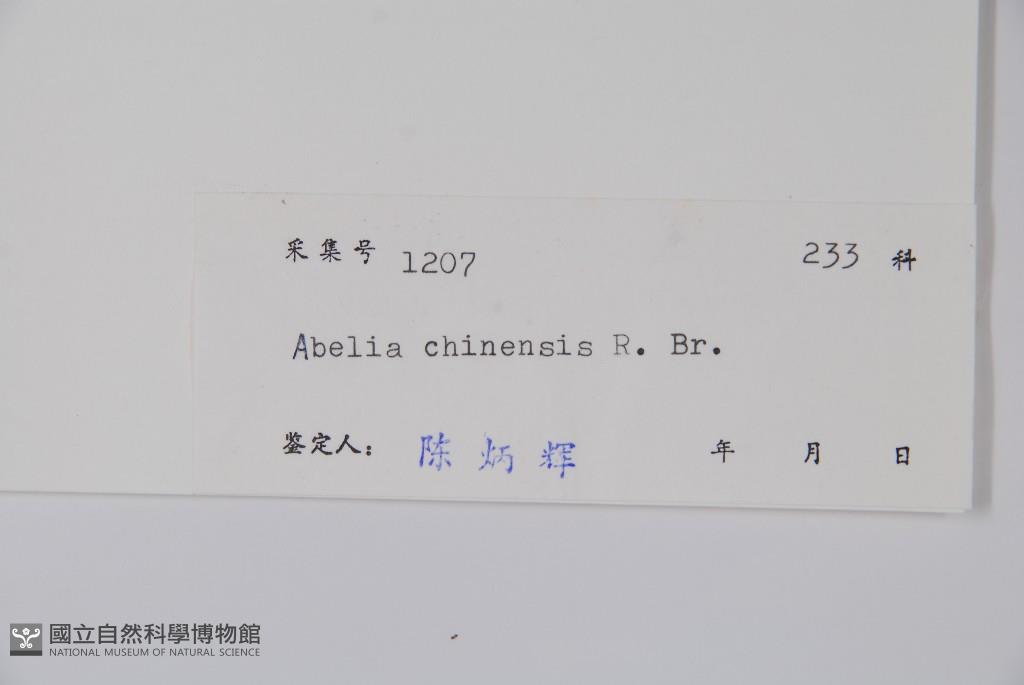 采集号 1207 233 科
Abelia chinensis R. Br.
鉴定人： 陈炳辉 年 月 日
國立自然科學博物館
NATIONAL MUSEUM OF NATURAL SCIENCE